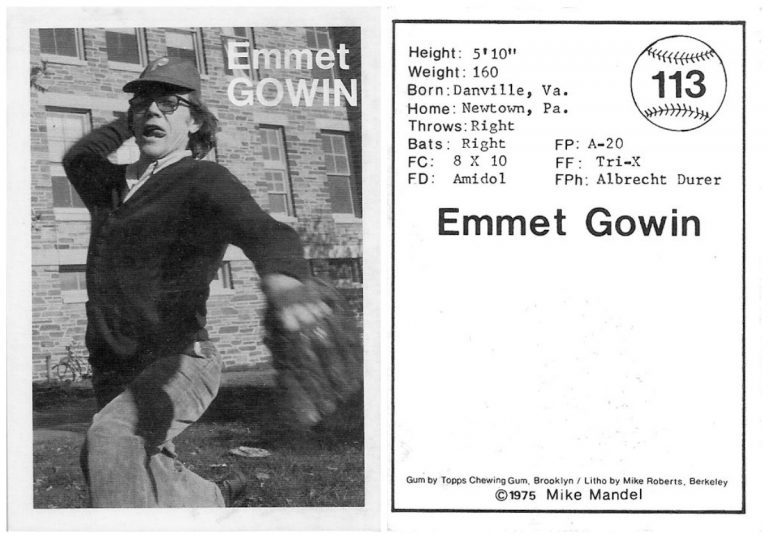 Emmet
GOWIN
Height: 5'10"
Weight: 160
Born: Danville, Va.
Home: Newtown, Pa.
Throws: Right
Bats: Right FP: A-20
FC: 8 X 10 FF: Tri-X
FD: Amidol FPh: Albrecht Durer
113
Emmet Gowin
Gum by Topps Chewing Gum, Brooklyn / Litho by Mike Roberts, Berkeley
©1975 Mike Mandel